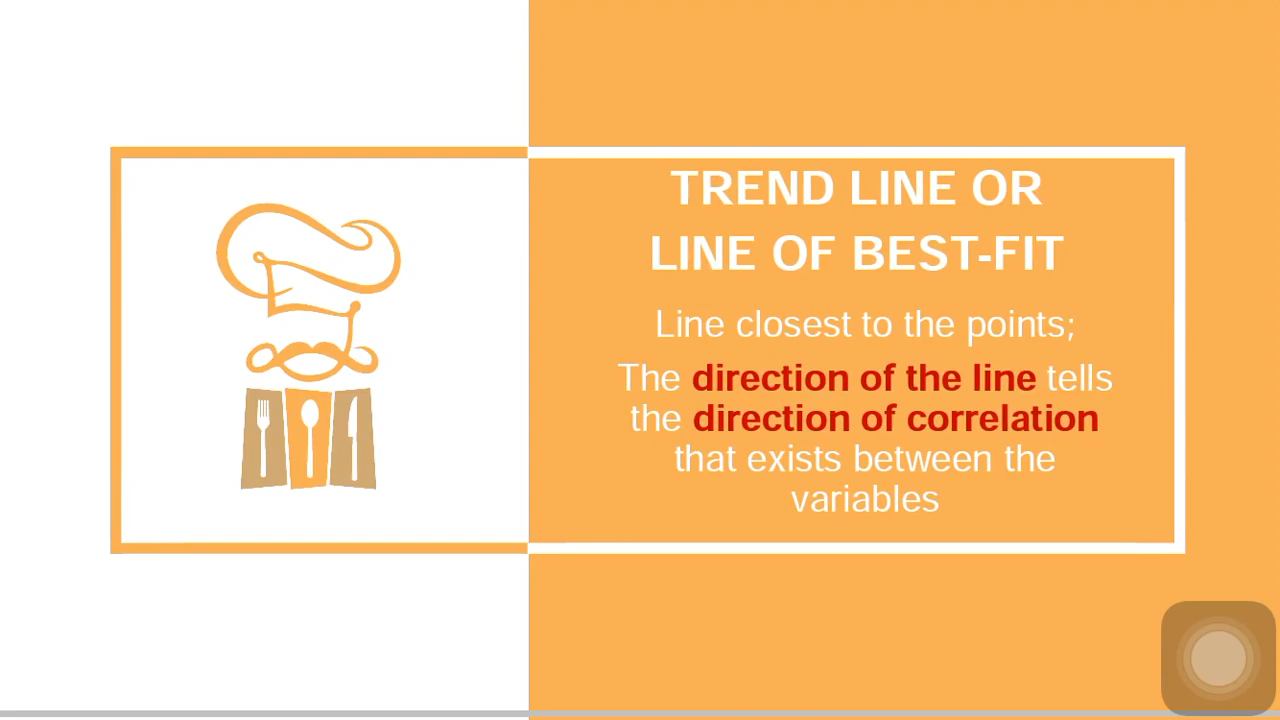 TREND LINE OR
LINE OF BEST-FIT
Line closest to the points;
The direction of the line tells
the direction of correlation
that exists between the
variables